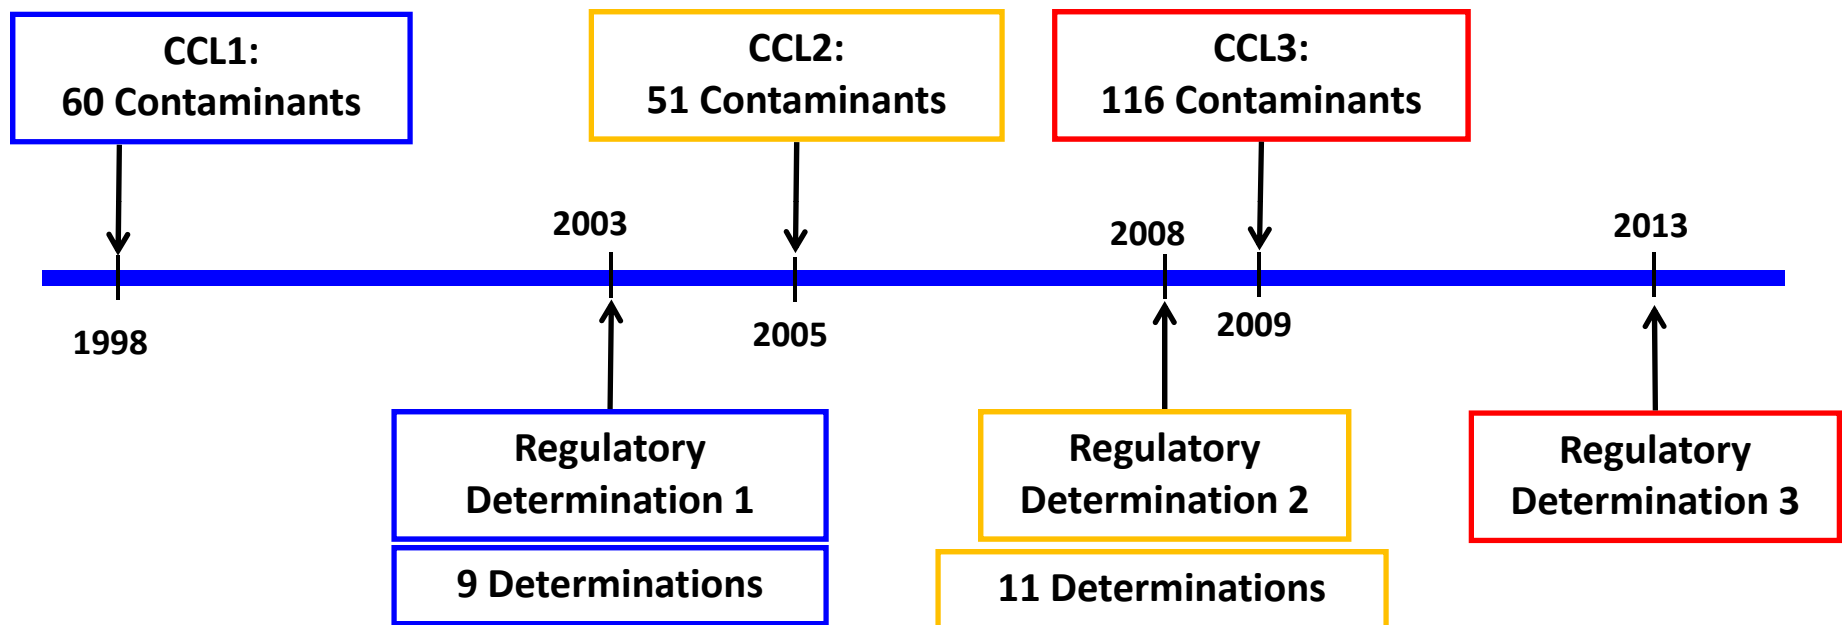 CCL1:
60 Contaminants
CCL2:
51 Contaminants
CCL3:
116 Contaminants
2003
2008
2013
1998
2005
2009
Regulatory
Determination 1
9 Determinations
Regulatory
Determination 2
11 Determinations
Regulatory
Determination 3